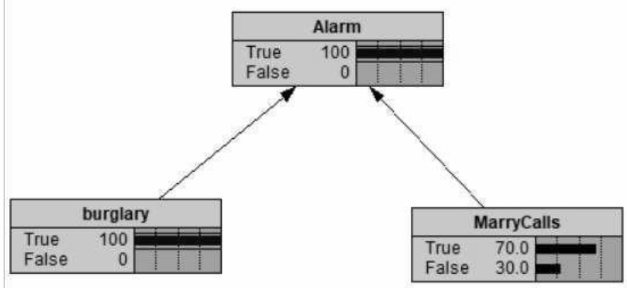 Alarm
True 100
False 0
burglary
True 100
False 0
MarryCalls
True 70.0
False 30.0